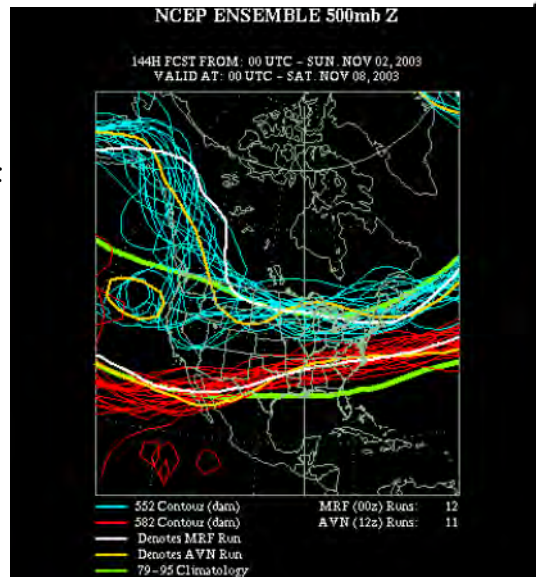 NCEP ENSEMBLE 500mb Z
144H FCST FROM: 00 UTC - SUN. NOV 02, 2003
VALID AT: 00 UTC - SAT. NOV 08, 2003
:
552 Contour (dam) MRF (00z) Runs: 12
582 Contour (dam) AVN (12z) Runs: 11
Denotes MRF Run
Denotes AVN Run
79-95 Climatology